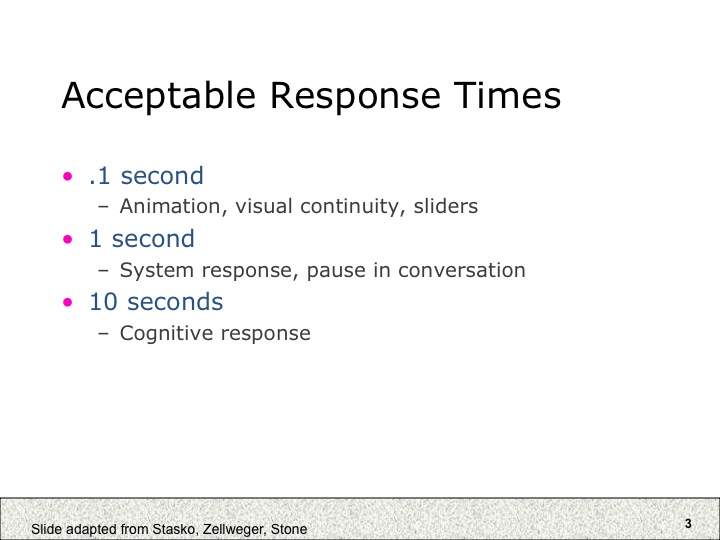 Acceptable Response Times
• .1 second
– Animation, visual continuity, sliders
• 1 second
– System response, pause in conversation
• 10 seconds
– Cognitive response
Slide adapted from Stasko, Zellweger, Stone
3